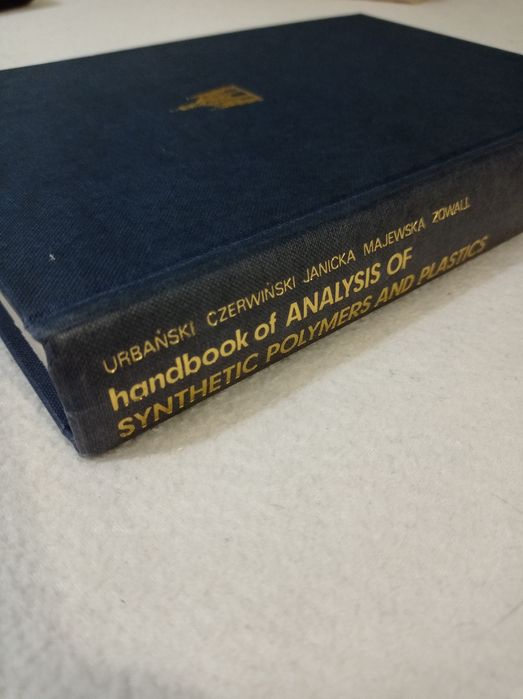 URBAŃSKI CZERWIŃSKI JANICKA MAJEWSKA ZOWALL
handbook of ANALYSIS OF
SYNTHETIC POLYMERS AND PLASTICS